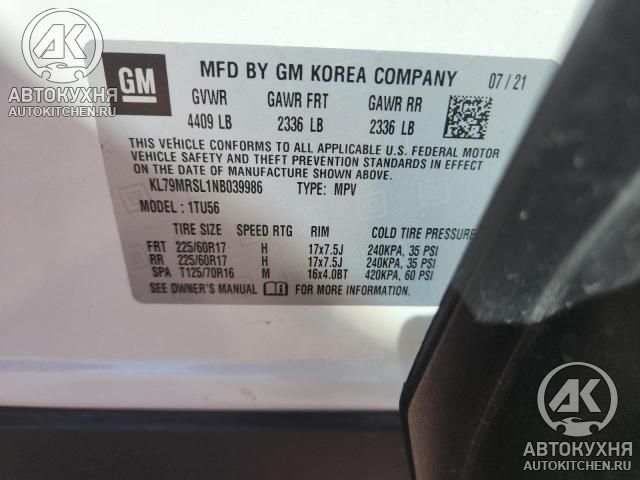 GM
MFD BY GM KOREA COMPANY 07/21
GVWR GAWR FRT GAWR RR
4409 LB 2336 LB 2336 LB
THIS VEHICLE CONFORMS TO ALL APPLICABLE U.S. FEDERAL MOTOR
VEHICLE SAFETY AND THEFT PREVENTION STANDARDS IN EFFECT
ON THE DATE OF MANUFACTURE SHOWN ABOVE.
KL79MRSL1NB039986 TYPE: MPV
MODEL: 1TU56
TIRE SIZE SPEED RTG RIM COLD TIRE PRESSURE
FRT 225/60R17 H 17x7.5J 240KPA, 35 PSI
RR 225/60R17 H 17x7.5J 240KPA, 35 PSI
SPA T125/70R16 M 16x4.0BT 420KPA, 60 PSI
SEE OWNER'S MANUAL FOR MORE INFORMATION.
АК
АВТОКУХНЯ
AUTOKITCHEN.RU
АК
АВТОКУХНЯ
AUTOKITCHEN.RU